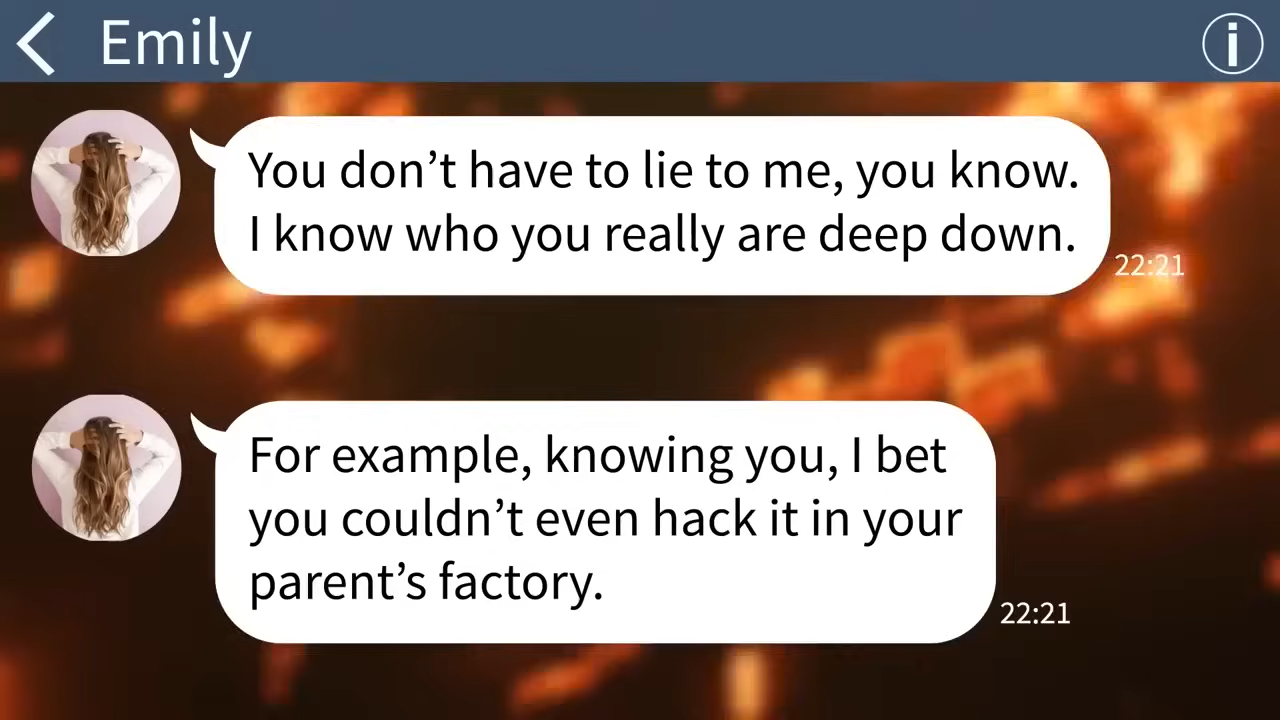 Emily
You don’t have to lie to me, you know.
I know who you really are deep down.
22:21
For example, knowing you, I bet
you couldn’t even hack it in your
parent’s factory.
22:21